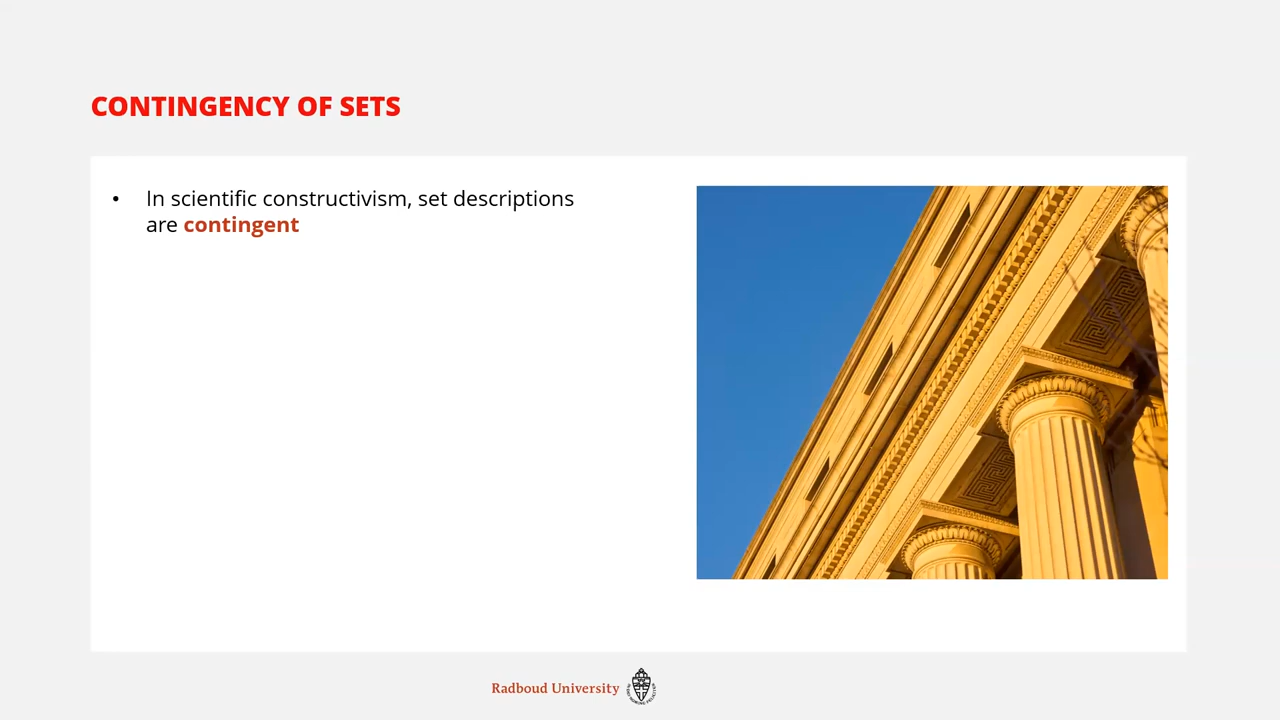 CONTINGENCY OF SETS
• In scientific constructivism, set descriptions
are contingent
Radboud University